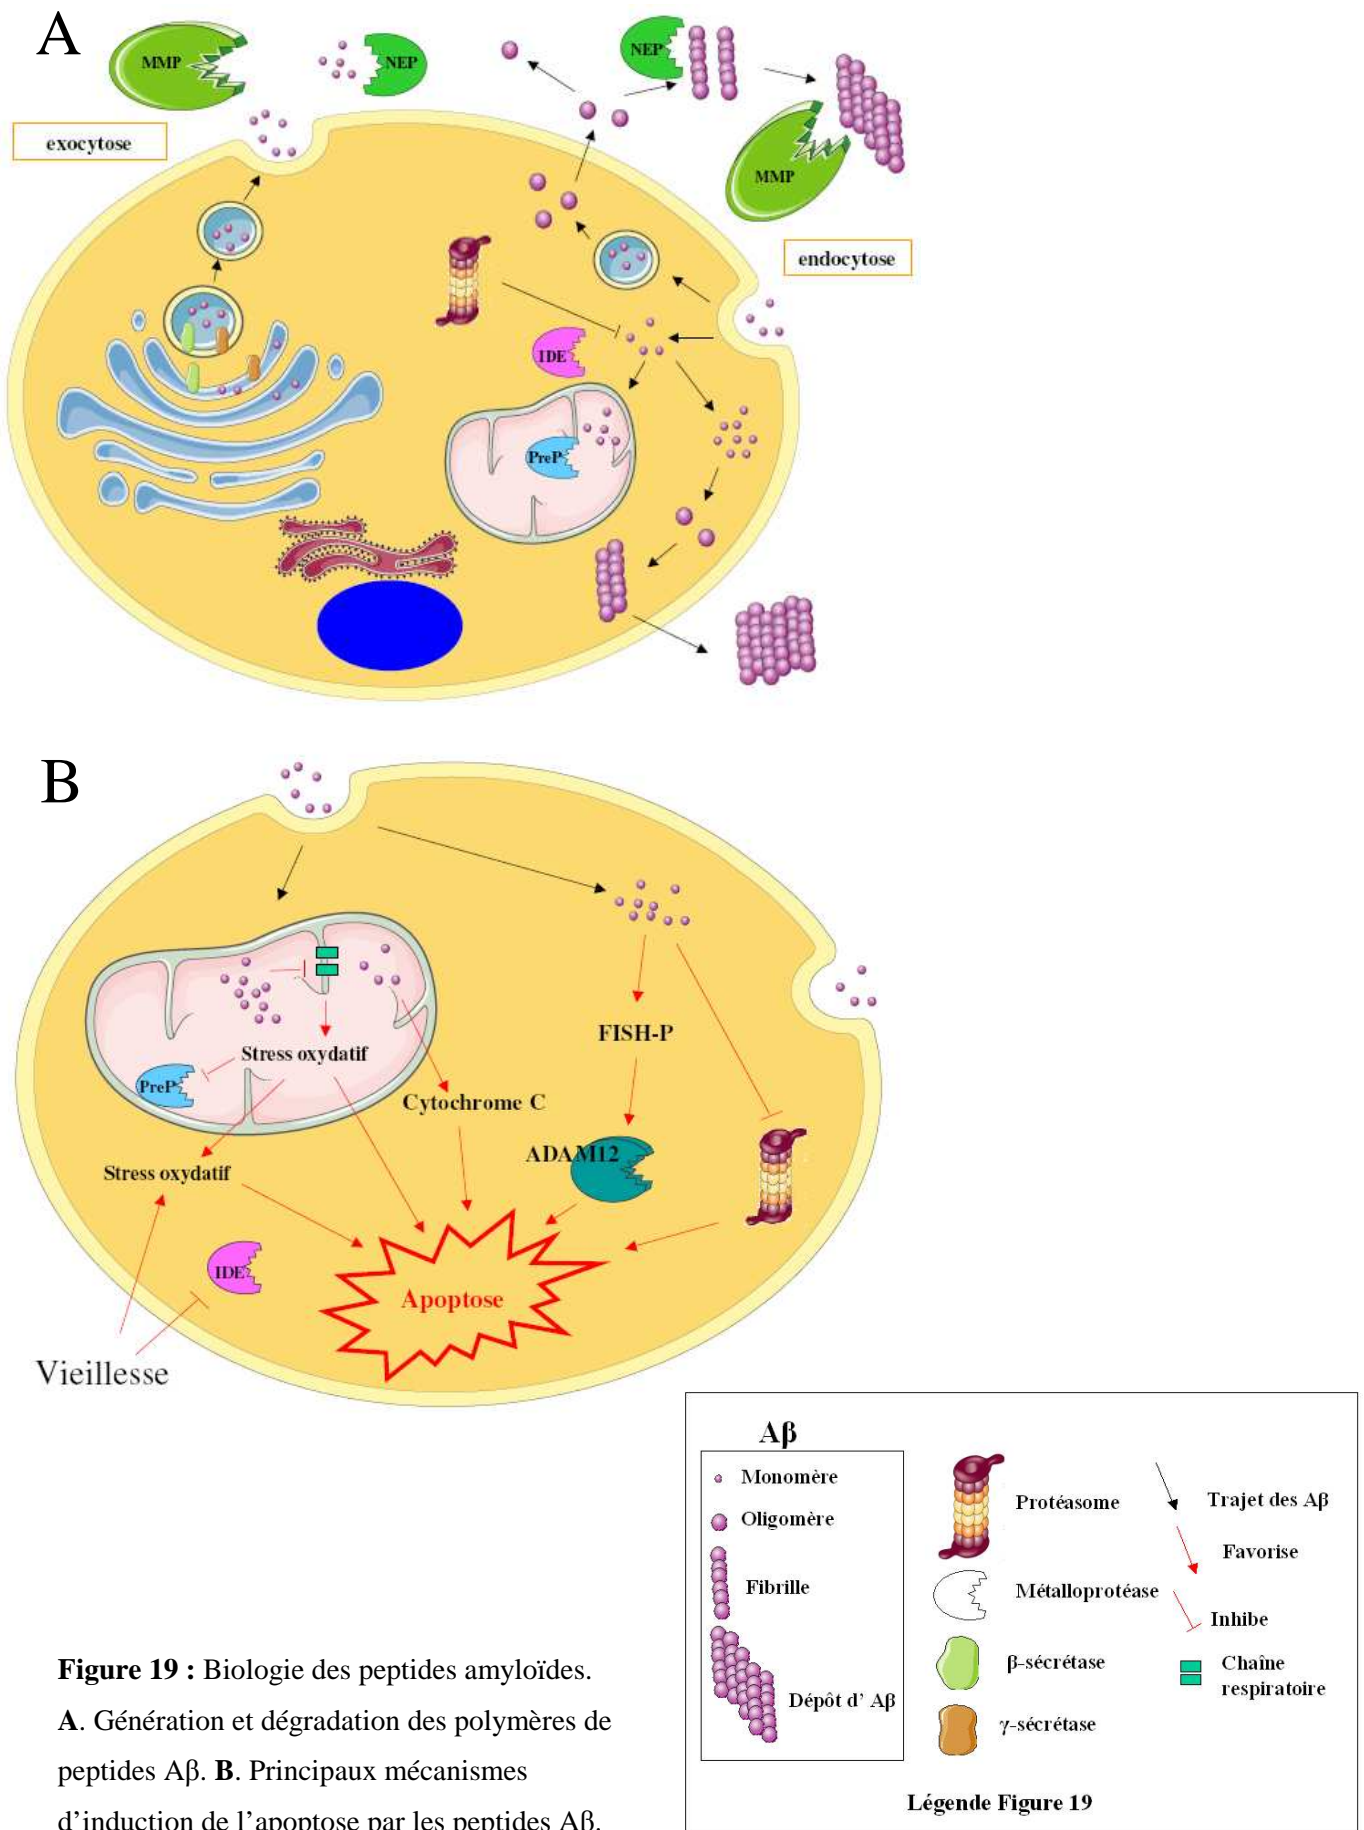 A
MMP
NEP
NEP
exocytose
MMP
endocytose
IDE
PreP
B
FISH-P
Stress oxydatif
PreP
Cytochrome C
ADAM12
Stress oxydatif
IDE
Apoptose
Vieillesse
Aβ
Monomère
Oligomère
Fibrille
Dépôt d' Aβ
Protéasome
Métalloprotéase
β-sécrétase
γ-sécrétase
Trajet des Aβ
Favorise
Inhibe
Chaîne
respiratoire
Légende Figure 19
Figure 19 : Biologie des peptides amyloïdes.
A. Génération et dégradation des polymères de
peptides Aβ. B. Principaux mécanismes
d'induction de l'apoptose par les peptides Aβ.